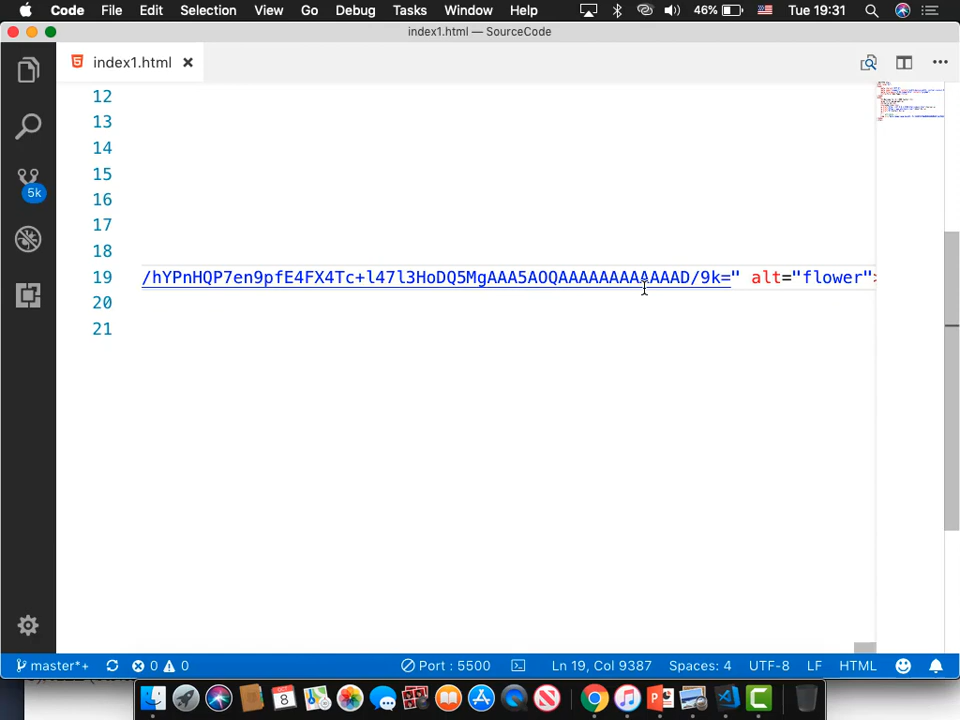 Code File Edit Selection View Go Debug Tasks Window Help 46% Tue 19:31
index1.html — SourceCode
index1.html
12
13
14
15
16
17
18
19 /hYPnHQP7en9pfE4FX4Tc+l47l3HoDQ5MgAAA5AOQAAAAAAAAAAAAD/9k=" alt="flower">
20
21
5k
master*+ 0 0 Port : 5500 Ln 19, Col 9387 Spaces: 4 UTF-8 LF HTML
8